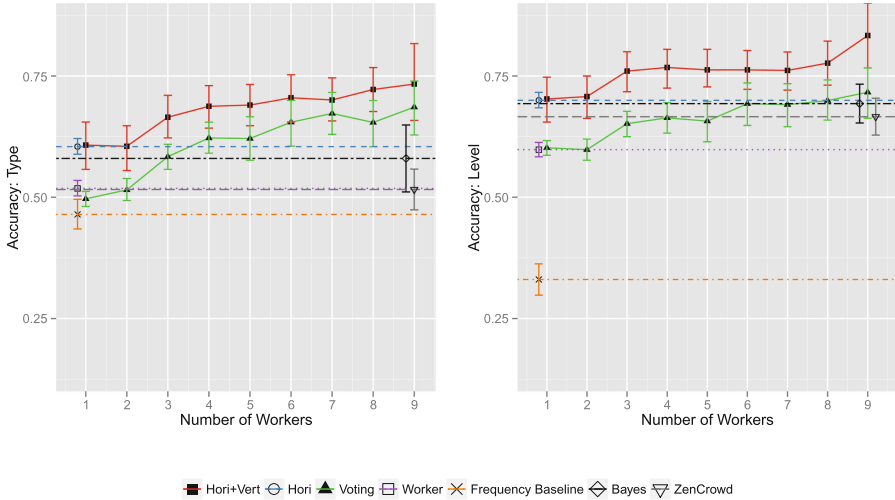 Accuracy: Type
0.75
0.50
0.25
1 2 3 4 5 6 7 8 9
Number of Workers
Accuracy: Level
0.75
0.50
0.25
1 2 3 4 5 6 7 8 9
Number of Workers
Hori+Vert Hori Voting Worker Frequency Baseline Bayes ZenCrowd